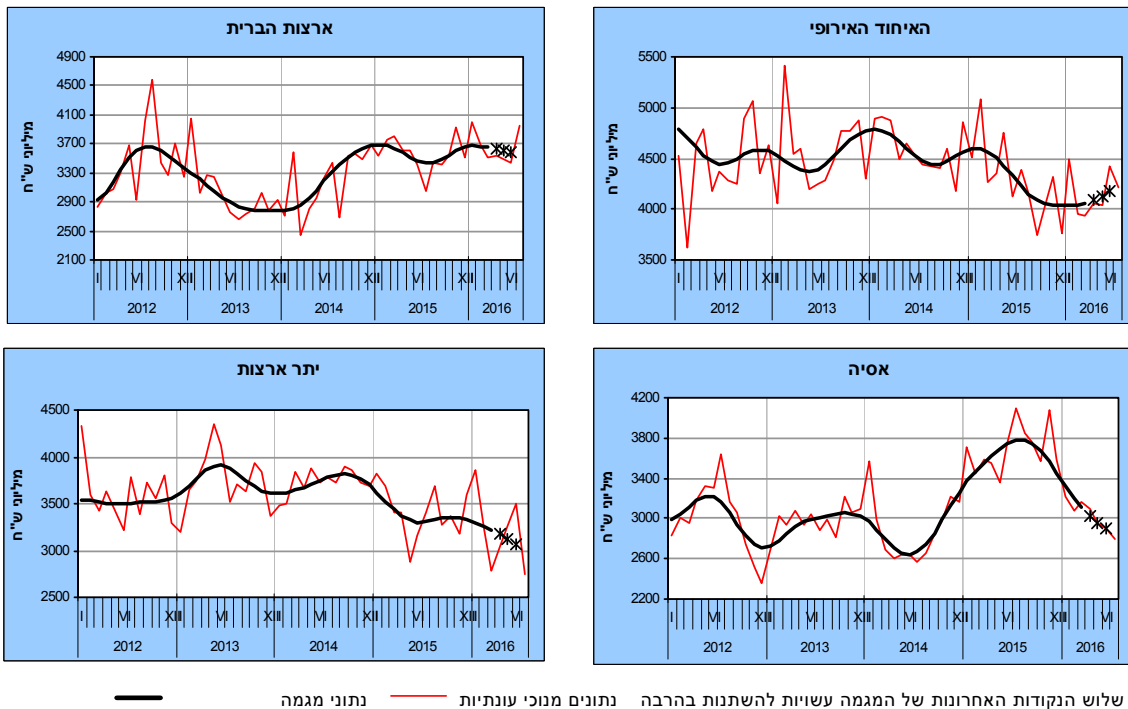 ארצות הברית
מיליוני ש"ח
4900
4500
4100
3700
3300
2900
2500
2100
I VI XII VI XII VI XII VI XII VI
2012 2013 2014 2015 2016
האיחוד האירופי
מיליוני ש"ח
5500
5000
4500
4000
3500
I VI XII VI XII VI XII VI XII VI
2012 2013 2014 2015 2016
יתר ארצות
מיליוני ש"ח
4500
4000
3500
3000
2500
I VI XII VI XII VI XII VI XII VI
2012 2013 2014 2015 2016
אסיה
מיליוני ש"ח
4200
3800
3400
3000
2600
2200
I VI XII VI XII VI XII VI XII VI
2012 2013 2014 2015 2016
שלוש הנקודות האחרונות של המגמה עשויות להשתנות בהרבה נתונים מנוכי עונתיות נתוני מגמה